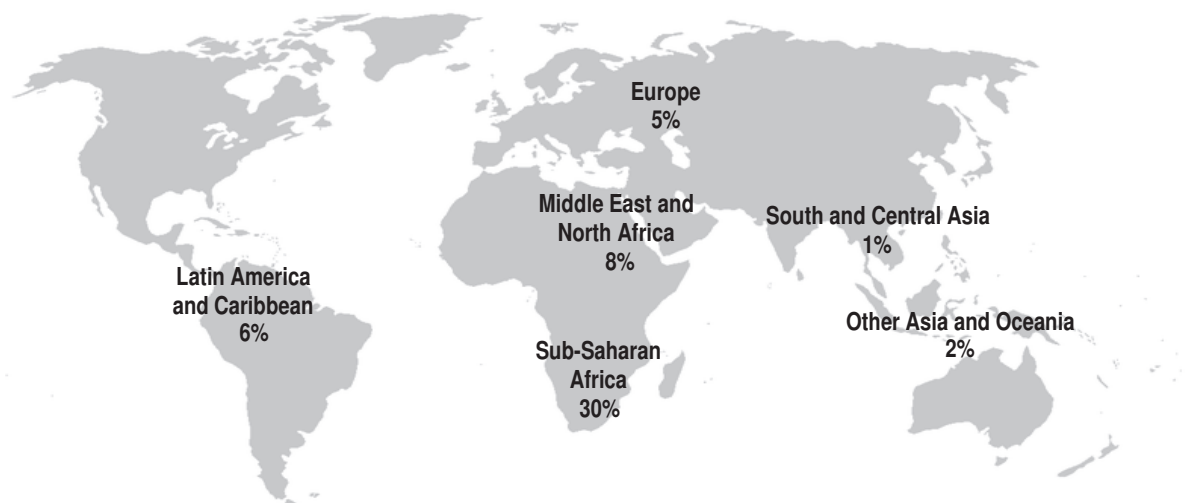 Europe
5%
Middle East and
North Africa
8%
South and Central Asia
1%
Latin America
and Caribbean
6%
Other Asia and Oceania
2%
Sub-Saharan
Africa
30%